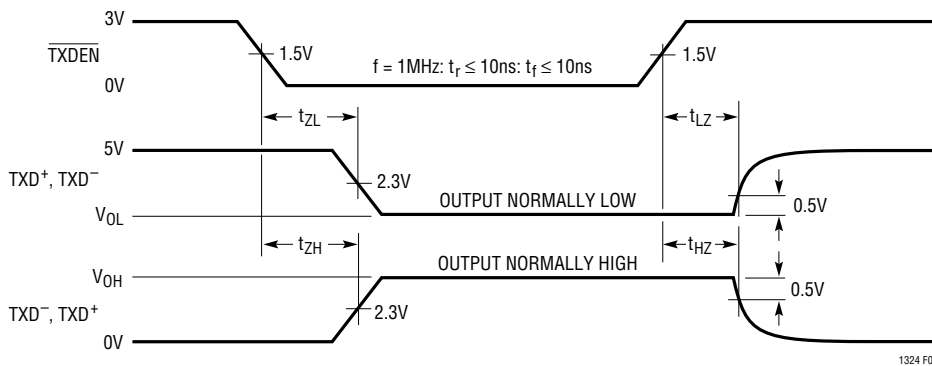 3V
TXDEN
0V
1.5V
f = 1MHz: tr ≤ 10ns: tf ≤ 10ns
1.5V
tZL
tLZ
5V
TXD+, TXD−
VOL
2.3V
OUTPUT NORMALLY LOW
0.5V
tZH
tHZ
VOH
OUTPUT NORMALLY HIGH
TXD−, TXD+
2.3V
0.5V
0V
1324 F0